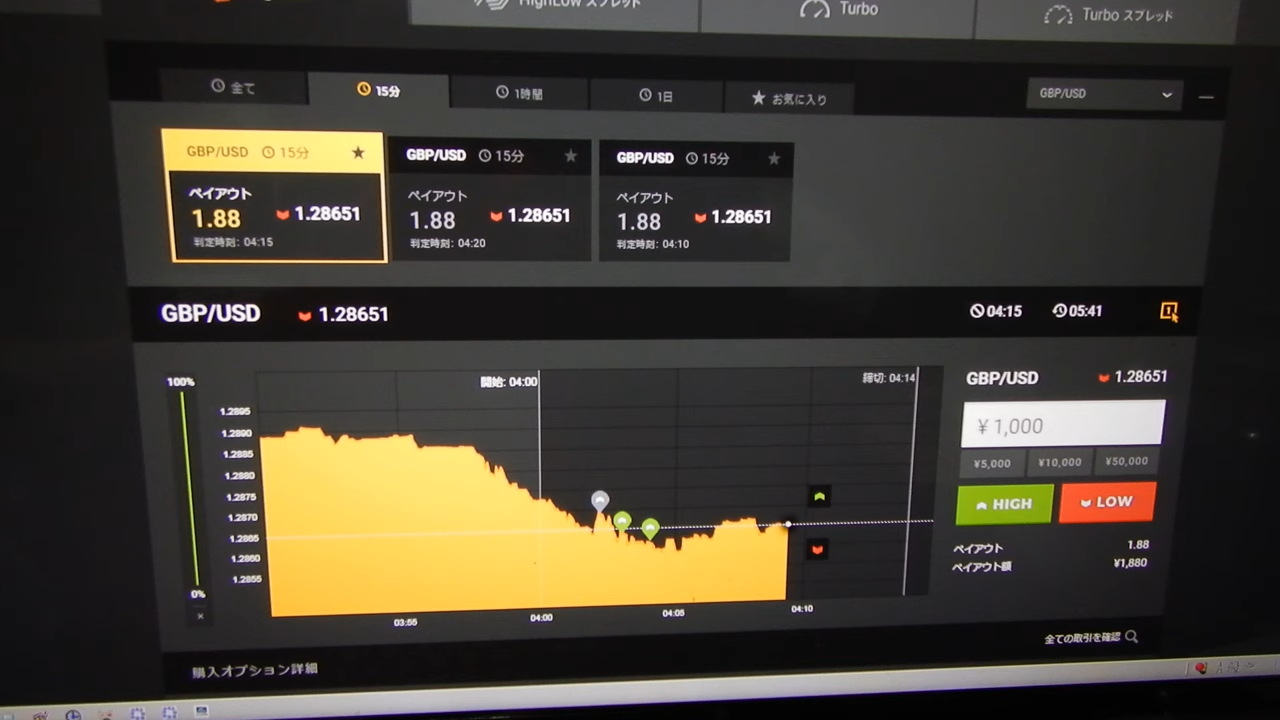 HighLow スプレッド
Turbo
Turbo スプレッド
全て
15分
1時間
1日
お気に入り
GBP/USD
GBP/USD 15分
ペイアウト
1.88 1.28651
判定時刻: 04:15
GBP/USD 15分
ペイアウト
1.88 1.28651
判定時刻: 04:20
GBP/USD 15分
ペイアウト
1.88 1.28651
判定時刻: 04:10
GBP/USD 1.28651
04:15 05:41
100%
0%
1.2895
1.2890
1.2885
1.2880
1.2875
1.2870
1.2865
1.2860
1.2855
開始: 04:00
締切: 04:14
03:55
04:00
04:05
04:10
GBP/USD 1.28651
¥ 1,000
¥5,000 ¥10,000 ¥50,000
HIGH LOW
ペイアウト 1.88
ペイアウト額 ¥1,880
全ての取引を確認
購入オプション詳細